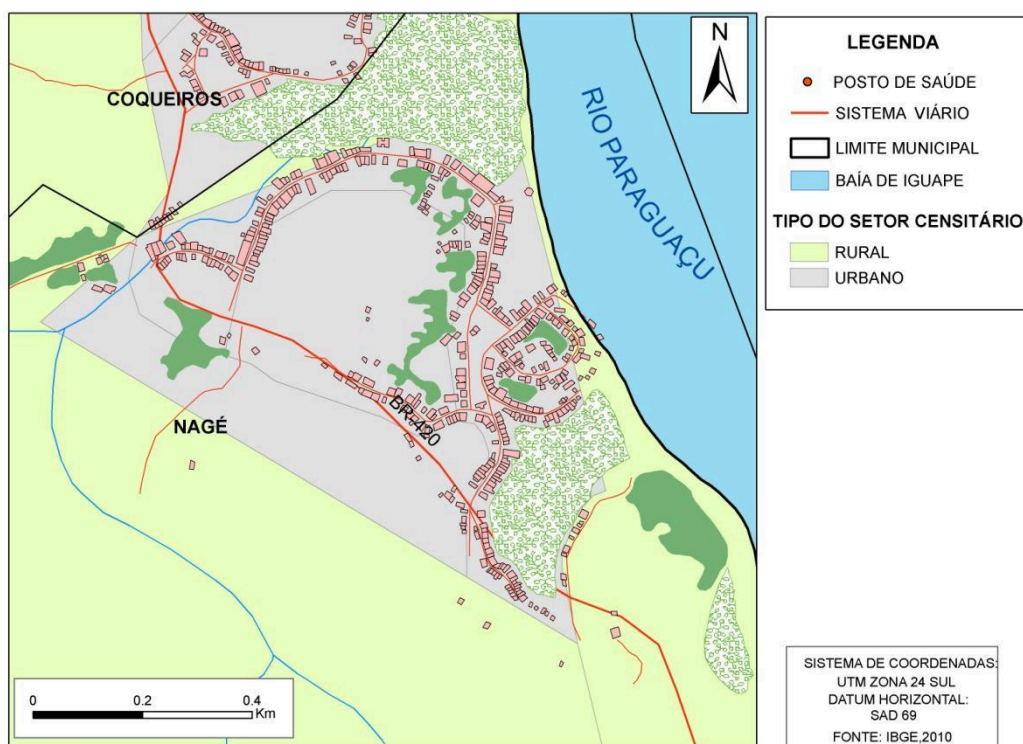 COQUEIROS
NAGÉ
BR.420
RIO PARAGUAÇU
N
0 0.2 0.4
Km
LEGENDA
POSTO DE SAÚDE
SISTEMA VIÁRIO
LIMITE MUNICIPAL
BAÍA DE IGUAPE
TIPO DO SETOR CENSITÁRIO
RURAL
URBANO
SISTEMA DE COORDENADAS:
UTM ZONA 24 SUL
DATUM HORIZONTAL:
SAD 69
FONTE: IBGE,2010